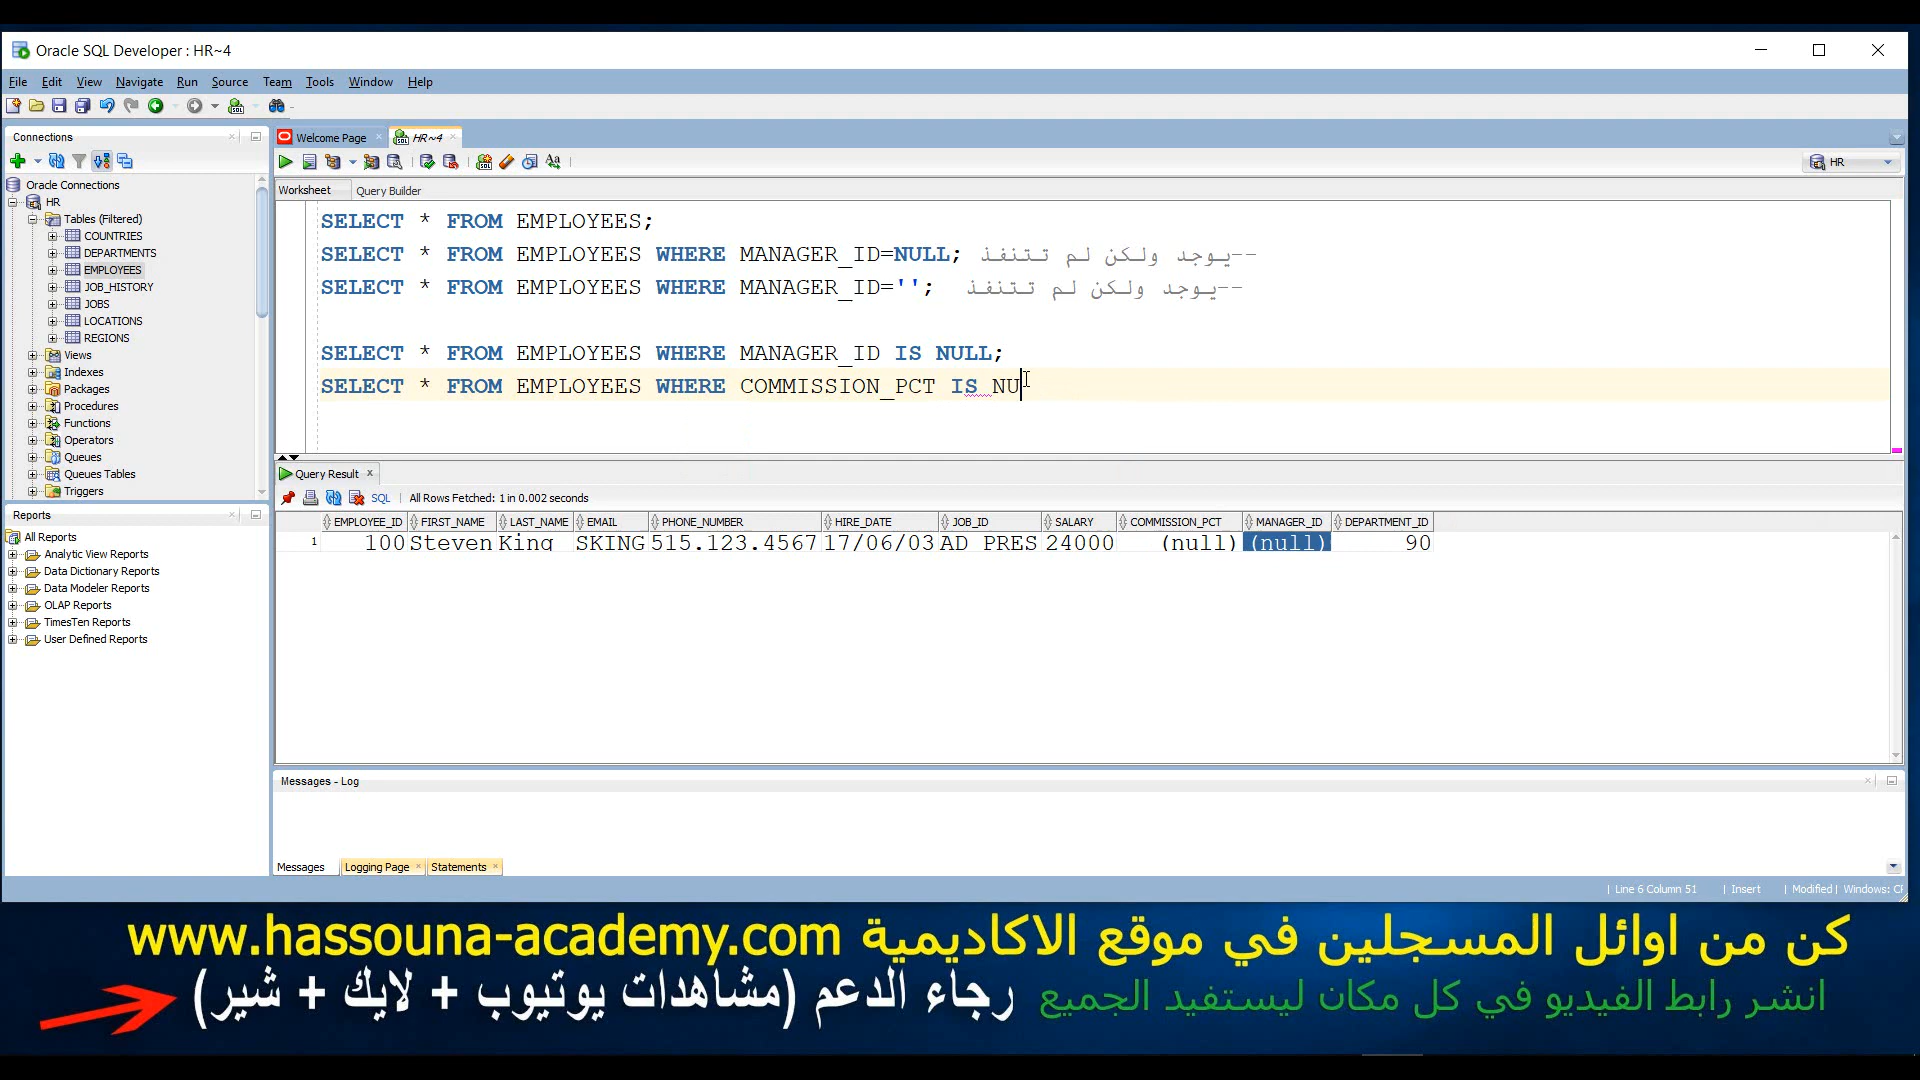 Oracle SQL Developer : HR~4
File Edit View Navigate Run Source Team Tools Window Help
Connections
Oracle Connections
HR
Tables (Filtered)
COUNTRIES
DEPARTMENTS
EMPLOYEES
JOB_HISTORY
JOBS
LOCATIONS
REGIONS
Views
Indexes
Packages
Procedures
Functions
Operators
Queues
Queues Tables
Triggers
Reports
All Reports
Analytic View Reports
Data Dictionary Reports
Data Modeler Reports
OLAP Reports
TimesTen Reports
User Defined Reports
Welcome Page HR~4
HR
Worksheet Query Builder
SELECT * FROM EMPLOYEES;
SELECT * FROM EMPLOYEES WHERE MANAGER_ID=NULL; --يوجد ولكن لم تتنفذ
SELECT * FROM EMPLOYEES WHERE MANAGER_ID=''; --يوجد ولكن لم تتنفذ
SELECT * FROM EMPLOYEES WHERE MANAGER_ID IS NULL;
SELECT * FROM EMPLOYEES WHERE COMMISSION_PCT IS NU
Query Result
SQL | All Rows Fetched: 1 in 0.002 seconds
EMPLOYEE_ID FIRST_NAME LAST_NAME EMAIL PHONE_NUMBER HIRE_DATE JOB_ID SALARY COMMISSION_PCT MANAGER_ID DEPARTMENT_ID
1 100 Steven King SKING 515.123.4567 17/06/03 AD_PRES 24000 (null) (null) 90
Messages - Log
Messages Logging Page Statements
Line 6 Column 51 | Insert | Modified | Windows: CF
كن من اوائل المسجلين في موقع الاكاديمية www.hassouna-academy.com
انشر رابط الفيديو في كل مكان ليستفيد الجميع رجاء الدعم (مشاهدات يوتيوب + لايك + شير)